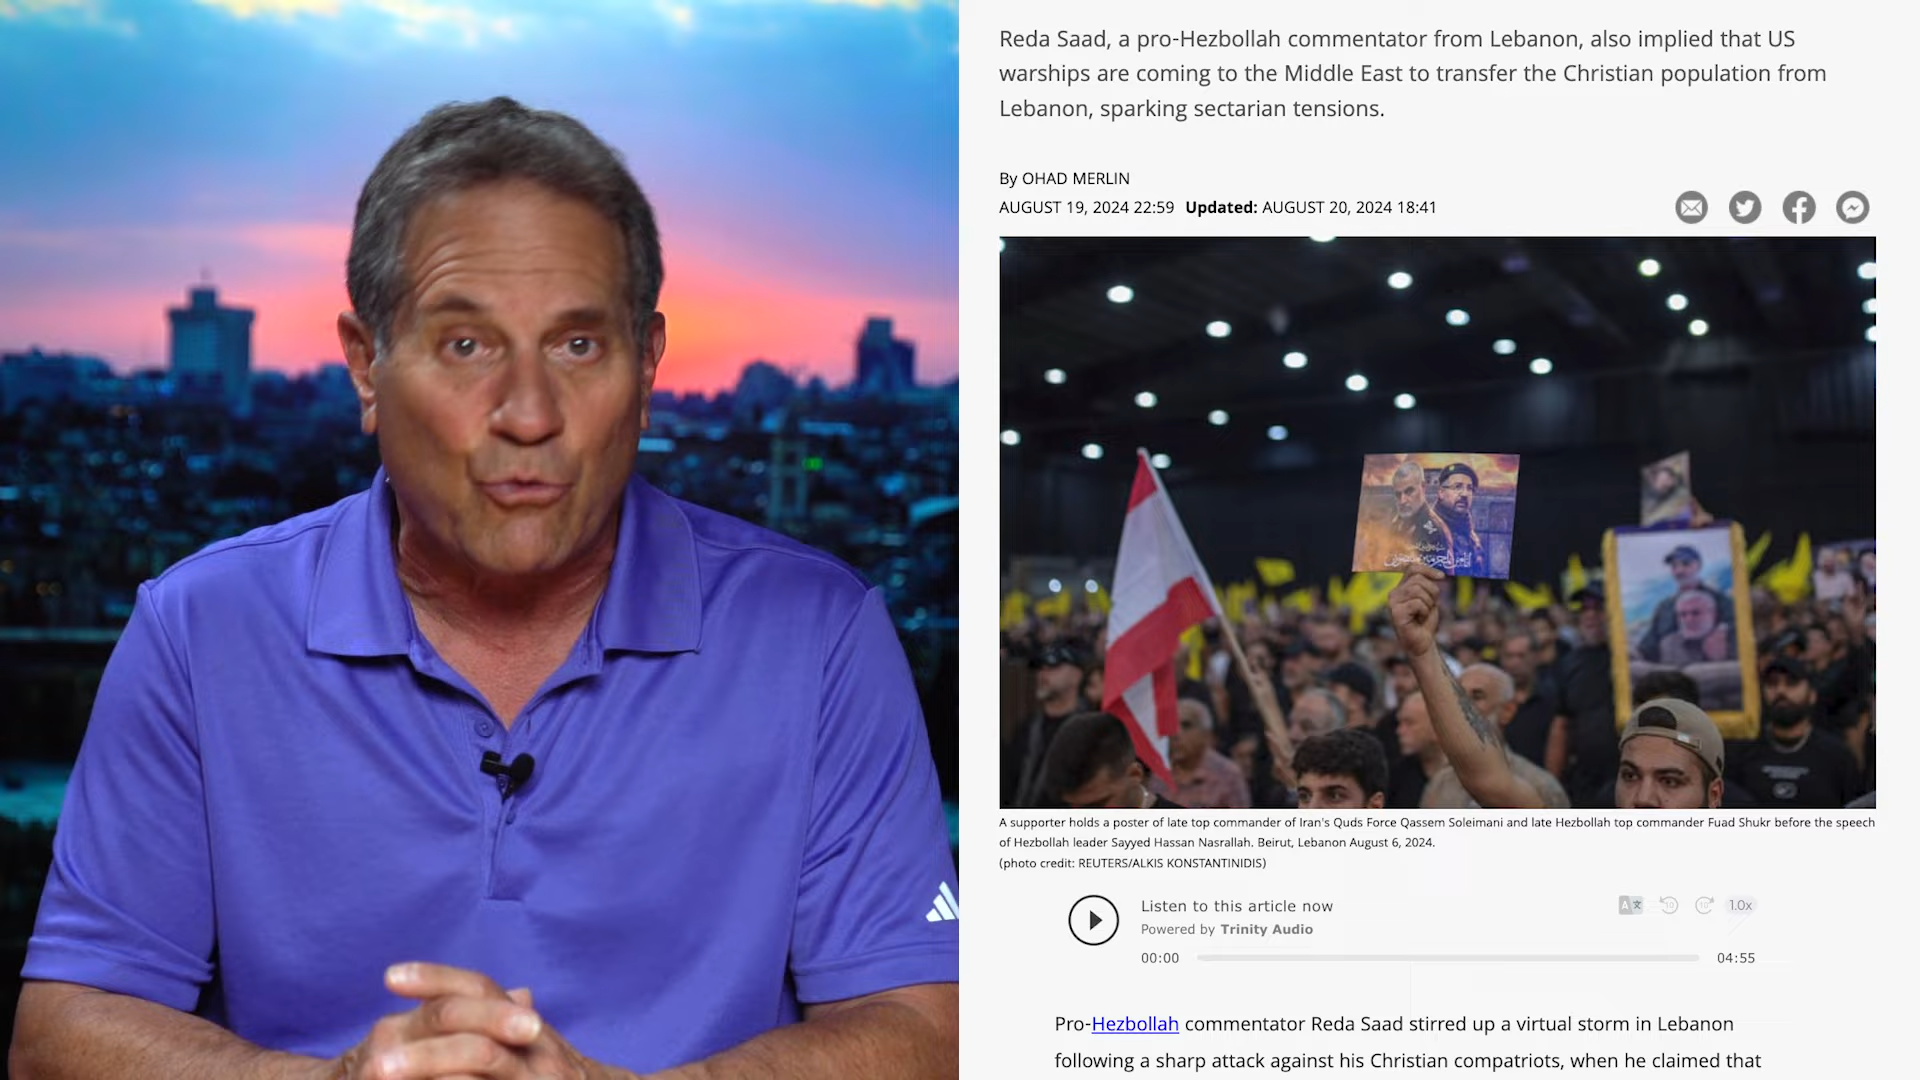 Reda Saad, a pro-Hezbollah commentator from Lebanon, also implied that US
warships are coming to the Middle East to transfer the Christian population from
Lebanon, sparking sectarian tensions.
By OHAD MERLIN
AUGUST 19, 2024 22:59 Updated: AUGUST 20, 2024 18:41
A supporter holds a poster of late top commander of Iran's Quds Force Qassem Soleimani and late Hezbollah top commander Fuad Shukr before the speech
of Hezbollah leader Sayyed Hassan Nasrallah. Beirut, Lebanon August 6, 2024.
(photo credit: REUTERS/ALKIS KONSTANTINIDIS)
Listen to this article now
1.0x
Powered by Trinity Audio
00:00
04:55
Pro-Hezbollah commentator Reda Saad stirred up a virtual storm in Lebanon
following a sharp attack against his Christian compatriots, when he claimed that